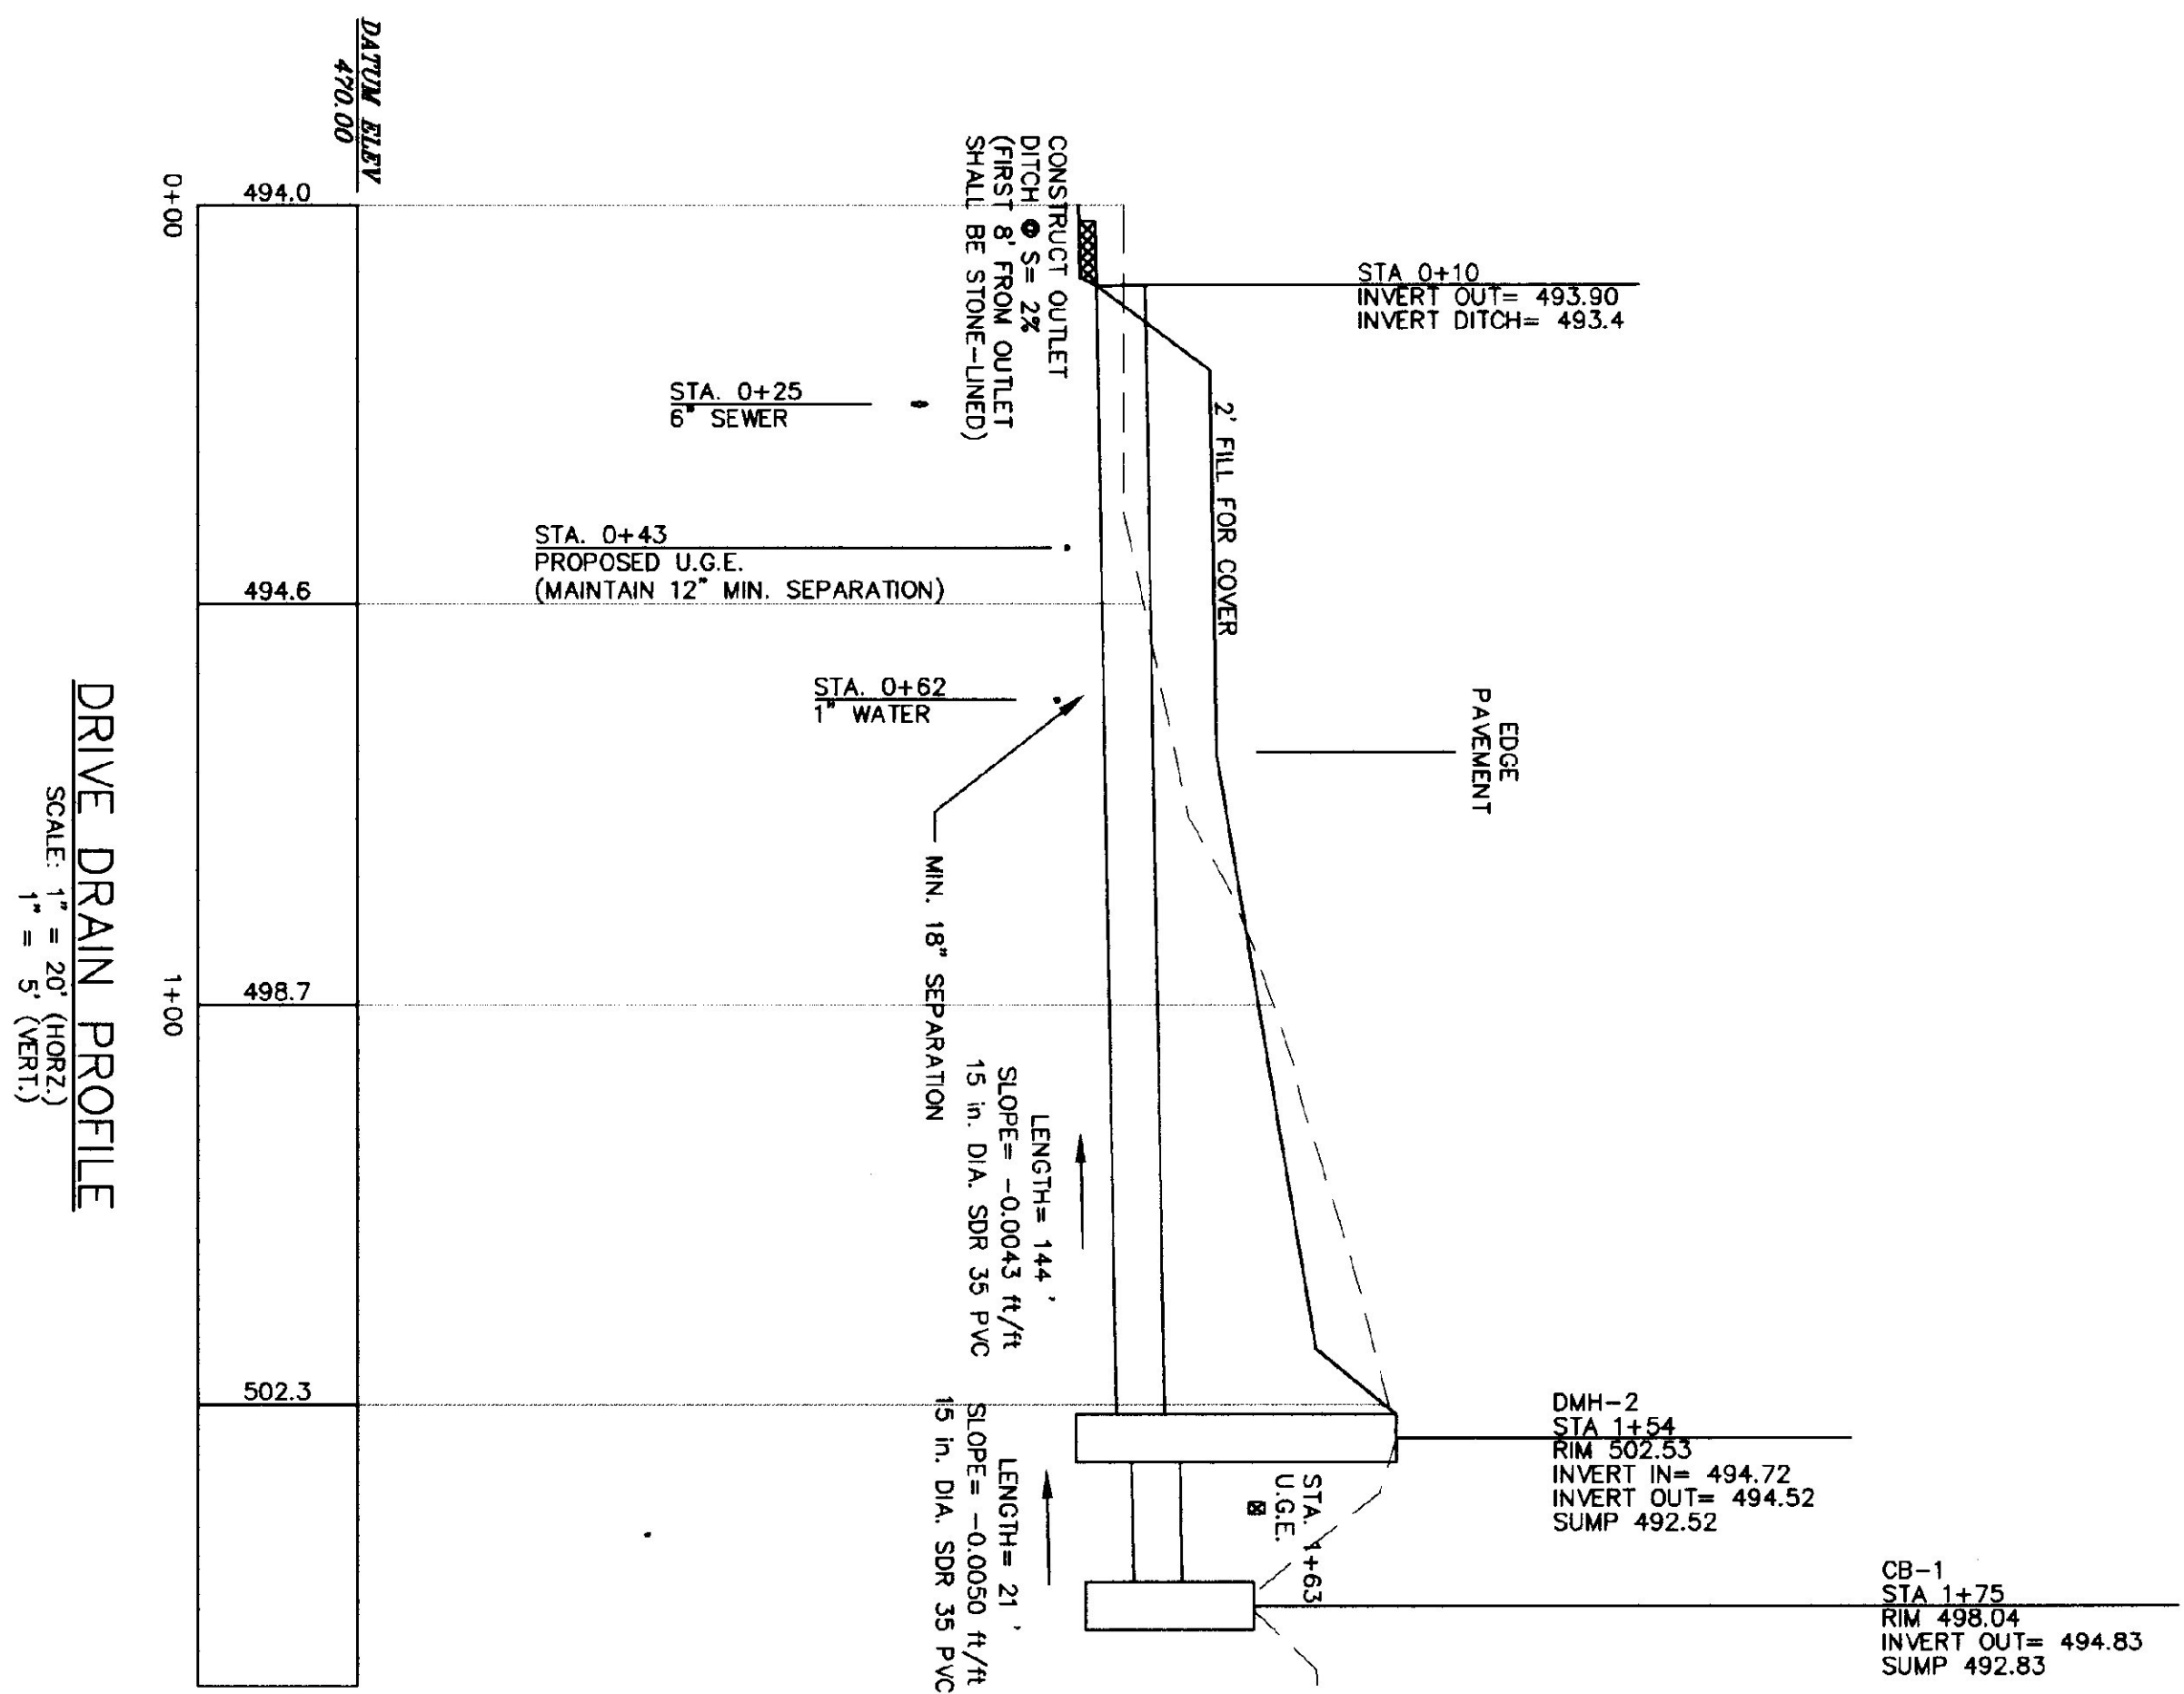 DATUM ELEV
470.00
494.0
0+00
494.6
498.7
1+00
502.3
CONSTRUCT OUTLET
DITCH @ S= 2%
(FIRST 8' FROM OUTLET
SHALL BE STONE-LINED)
STA 0+10
INVERT OUT= 493.90
INVERT DITCH= 493.4
STA. 0+25
6" SEWER
2' FILL FOR COVER
STA. 0+43
PROPOSED U.G.E.
(MAINTAIN 12" MIN. SEPARATION)
STA. 0+62
1" WATER
EDGE
PAVEMENT
MIN. 18" SEPARATION
LENGTH= 144 '
SLOPE= -0.0043 ft/ft
15 in. DIA. SDR 35 PVC
LENGTH= 21 '
SLOPE= -0.0050 ft/ft
15 in. DIA. SDR 35 PVC
STA. 1+63
U.G.E.
DMH-2
STA 1+54
RIM 502.53
INVERT IN= 494.72
INVERT OUT= 494.52
SUMP 492.52
CB-1
STA 1+75
RIM 498.04
INVERT OUT= 494.83
SUMP 492.83
DRIVE DRAIN PROFILE
SCALE: 1" = 20' (HORZ.)
1" = 5' (VERT.)